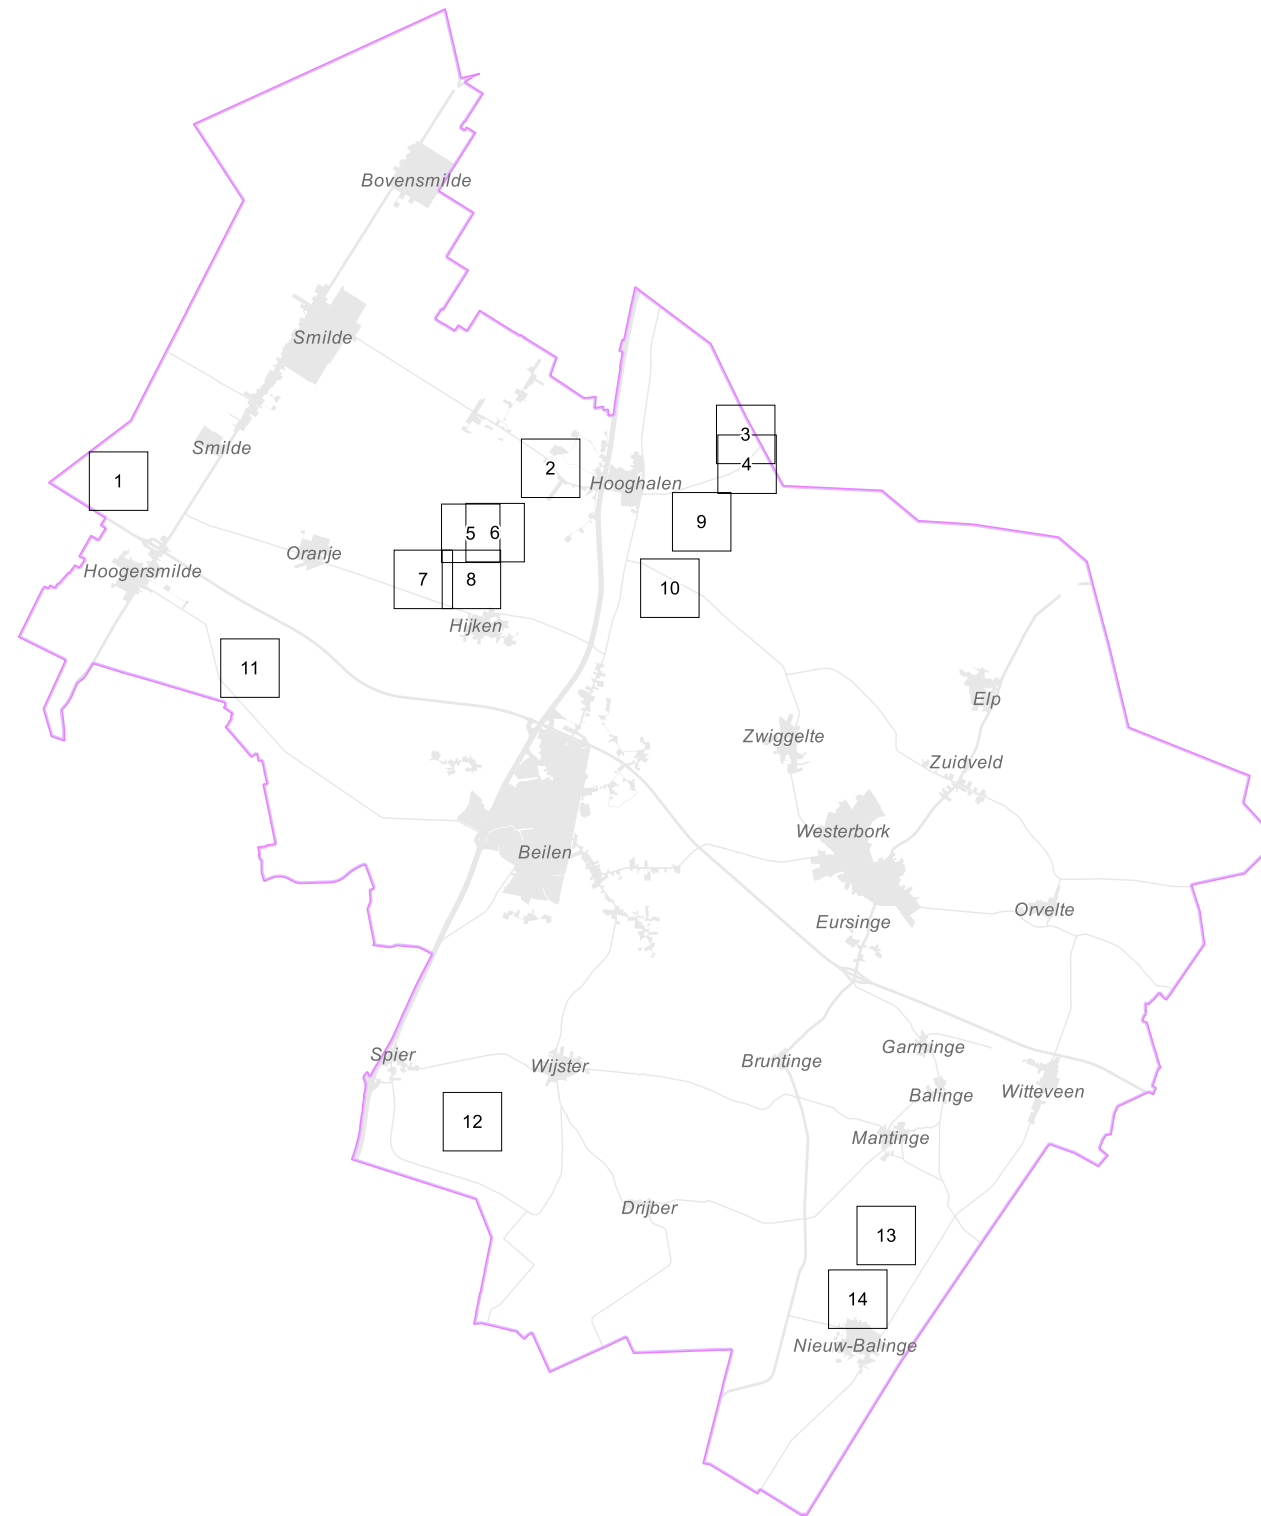 Bovensmilde
Smilde
3
Smilde
4
2
1
Hooghalen
9
5
6
Oranje
Hoogersmilde
7
8
10
Hijken
11
Elp
Zwiggelte
Zuidveld
Westerbork
Beilen
Orvelte
Eursinge
Garminge
Spier
Bruntinge
Wijster
Witteveen
Balinge
12
Mantinge
Drijber
13
14
Nieuw-Balinge